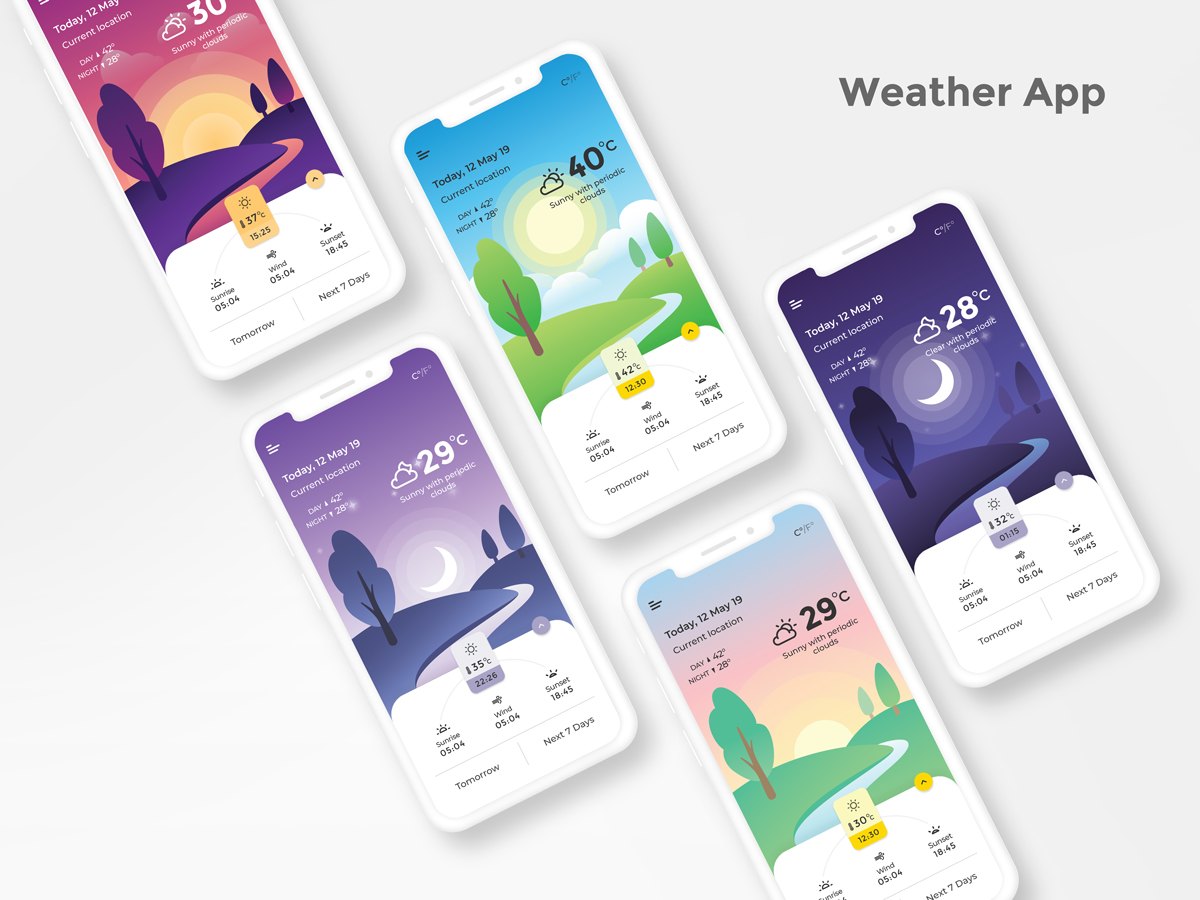 Weather App
Today, 12 May
Current location
DAY 42°
NIGHT 28°
30
Sunny with periodic
clouds
37°c
15:25
Sunrise
05:04
Wind
05:04
Sunset
18:45
Tomorrow
Next 7 Days
C°/F°
Today, 12 May 19
Current location
DAY 42°
NIGHT 28°
40°C
Sunny with periodic
clouds
42°c
12:30
Sunrise
05:04
Wind
05:04
Sunset
18:45
Tomorrow
Next 7 Days
C°/F°
Today, 12 May 19
Current location
DAY 42°
NIGHT 28°
28°C
Clear with periodic
clouds
32°c
01:15
Sunrise
05:04
Wind
05:04
Sunset
18:45
Tomorrow
Next 7 Days
C°/F°
Today, 12 May 19
Current location
DAY 42°
NIGHT 28°
29°C
Sunny with periodic
clouds
35°c
22:26
Sunrise
05:04
Wind
05:04
Sunset
18:45
Tomorrow
Next 7 Days
C°/F°
Today, 12 May 19
Current location
DAY 42°
NIGHT 28°
29°C
Sunny with periodic
clouds
30°c
12:30
Sunrise
Wind
05:04
Sunset
18:45
Next 7 Days